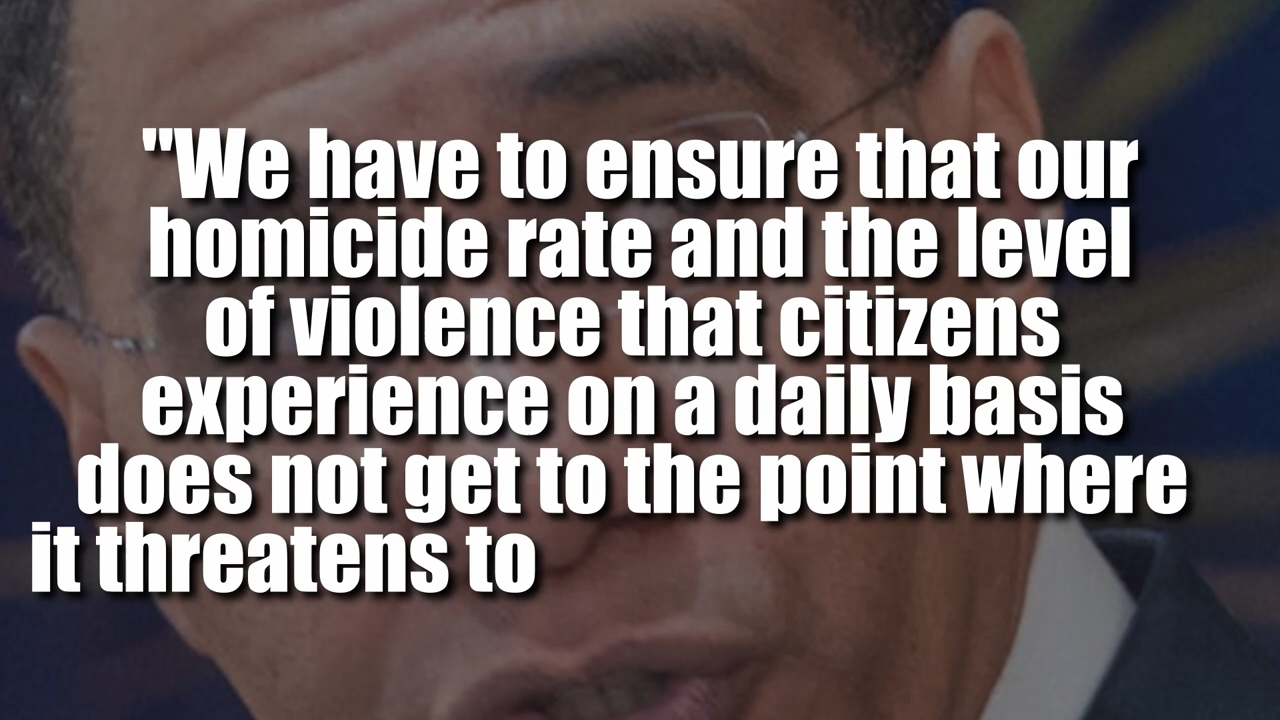 "We have to ensure that our
homicide rate and the level
of violence that citizens
experience on a daily basis
does not get to the point where
it threatens to